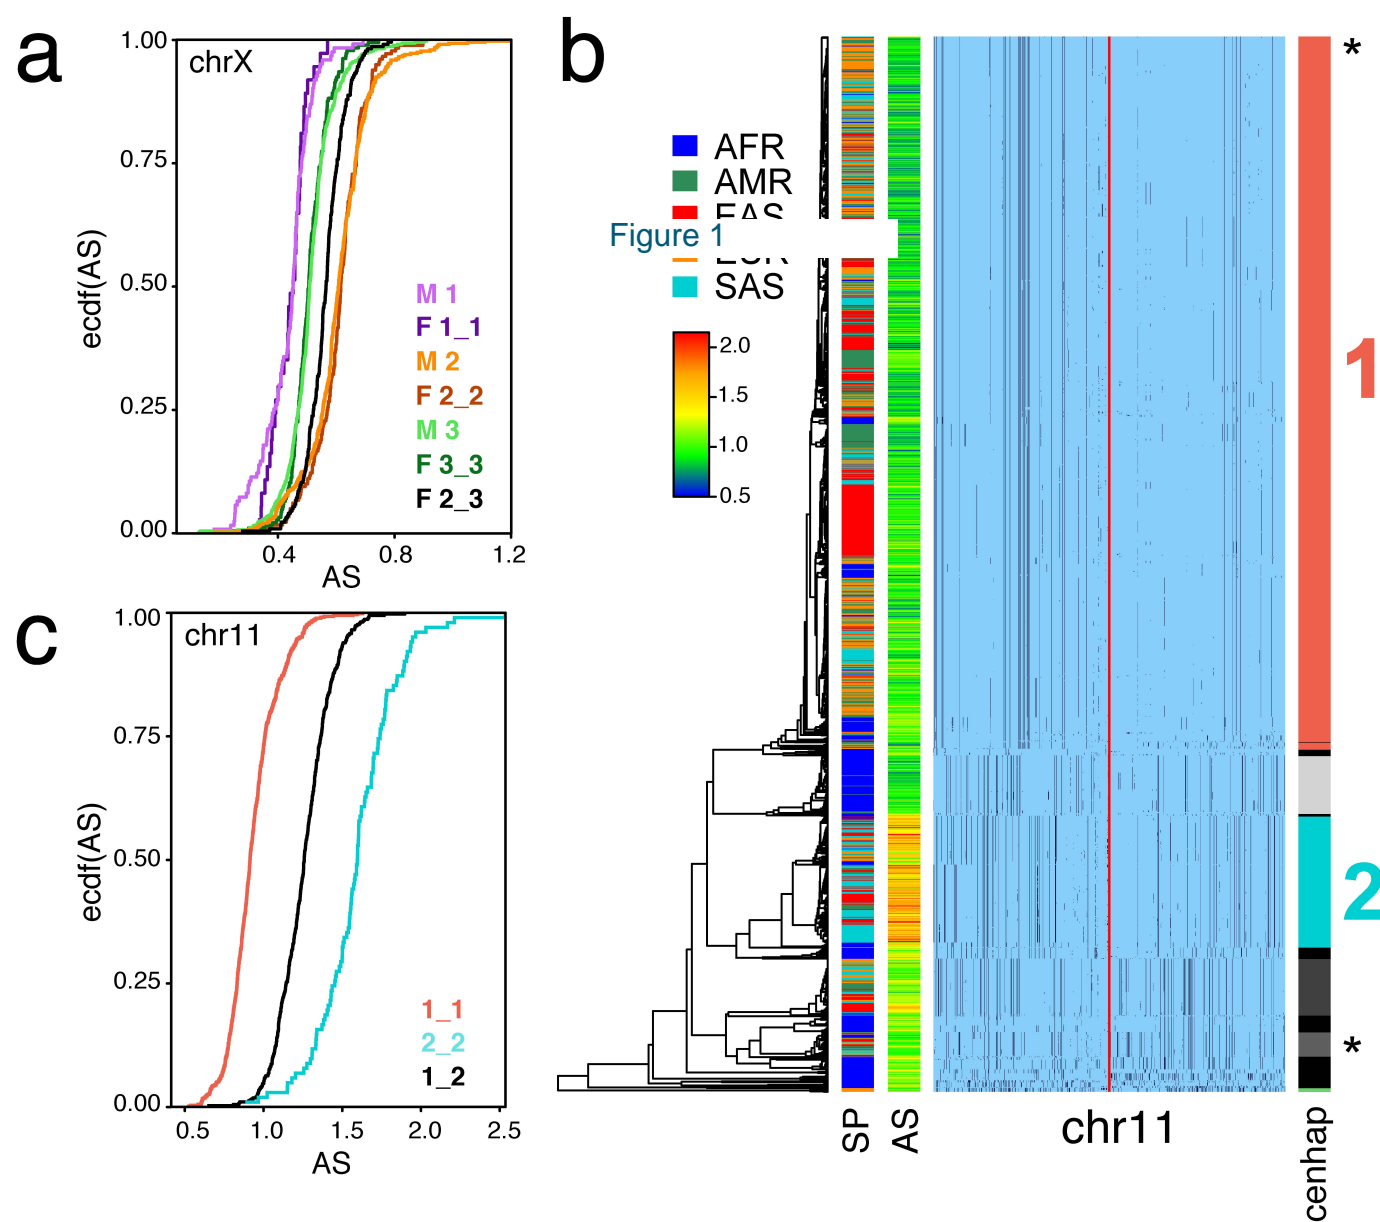 a
chrX
1.00
0.75
0.50
0.25
0.00
ecdf(AS)
M 1
F 1_1
M 2
F 2_2
M 3
F 3_3
F 2_3
0.4
0.8
1.2
AS
b
AFR
AMR
EAS
Figure 1
EUR
SAS
2.0
1.5
1.0
0.5
*
1
2
*
SP
AS
chr11
cenhap
c
chr11
1.00
0.75
0.50
0.25
0.00
ecdf(AS)
1_1
2_2
1_2
0.5
1.0
1.5
2.0
2.5
AS